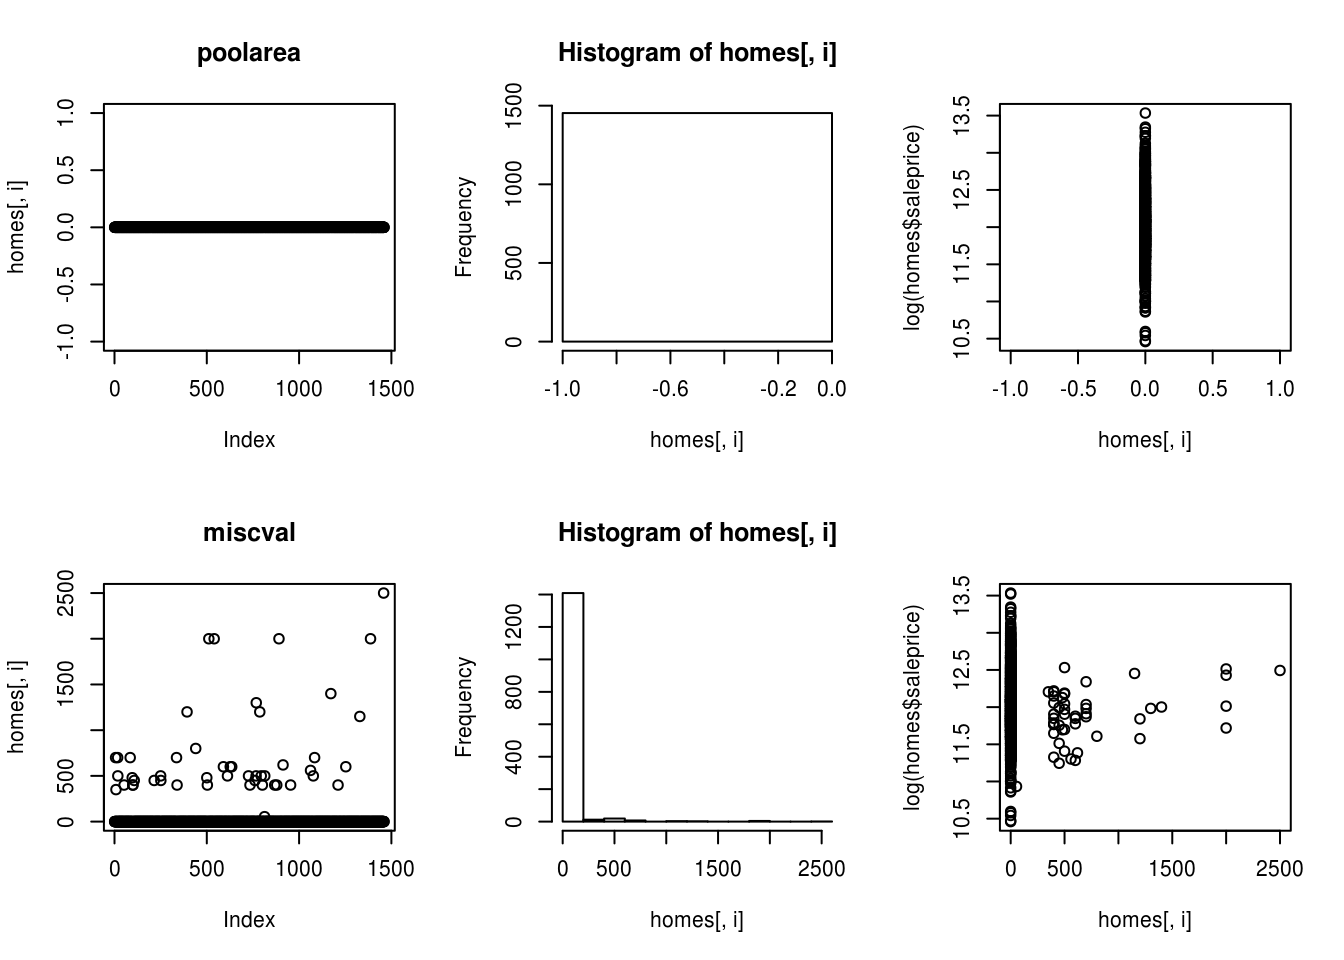 poolarea
homes[, i]
1.0
0.5
0.0
-0.5
-1.0
0 500 1000 1500
Index
Histogram of homes[, i]
Frequency
1500
1000
500
0
-1.0 -0.6 -0.2 0.0
homes[, i]
log(homes$saleprice)
13.5
12.5
11.5
10.5
-1.0 -0.5 0.0 0.5 1.0
homes[, i]
miscval
homes[, i]
2500
1500
500
0
0 500 1000 1500
Index
Histogram of homes[, i]
Frequency
1200
800
400
0
0 500 1500 2500
homes[, i]
log(homes$saleprice)
13.5
12.5
11.5
10.5
0 500 1500 2500
homes[, i]